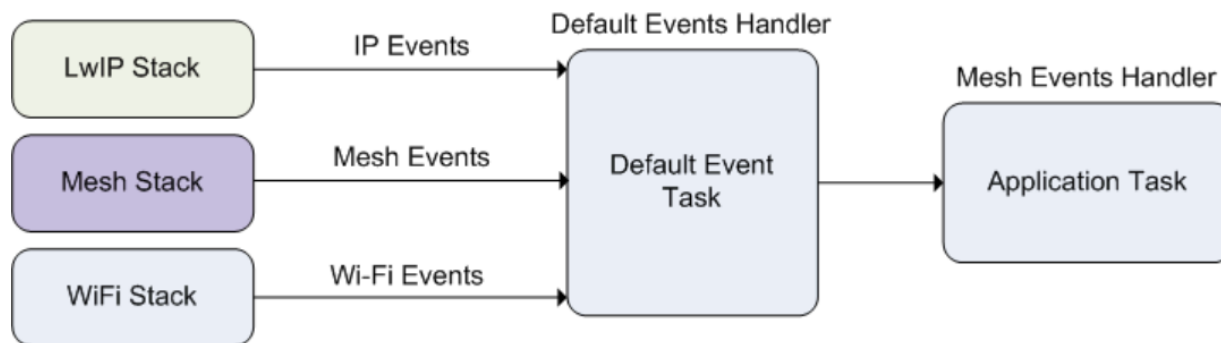 Default Events Handler
LwIP Stack
IP Events
Mesh Events Handler
Mesh Stack
Mesh Events
Default Event
Task
Application Task
WiFi Stack
Wi-Fi Events